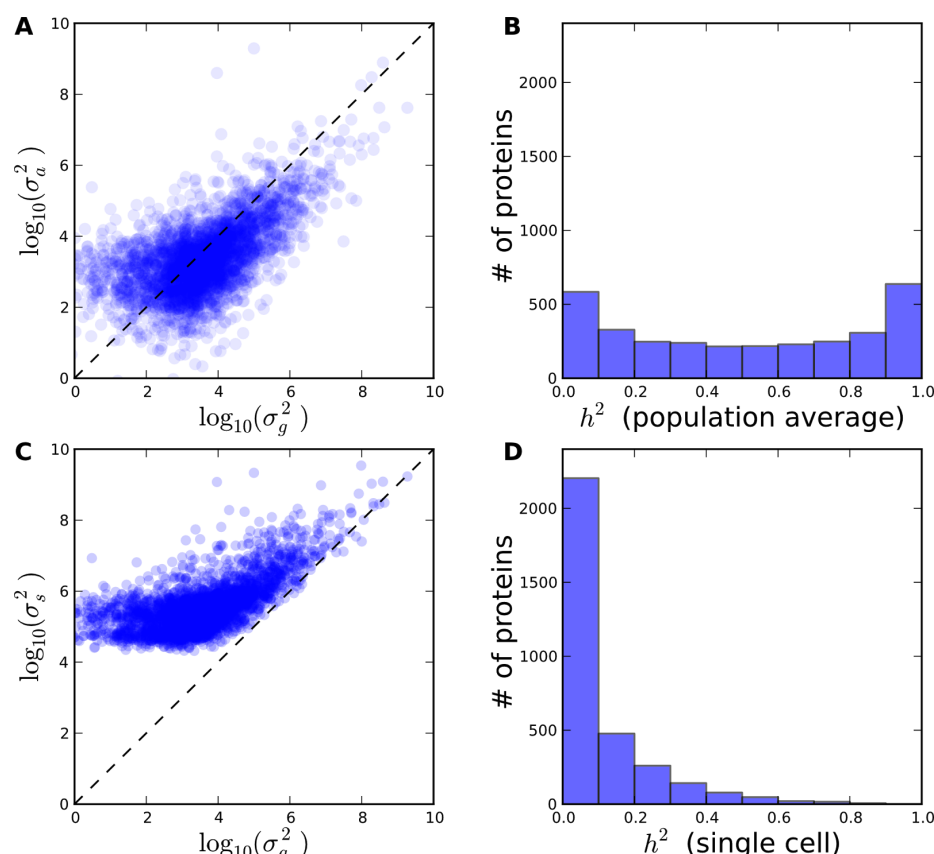 A
10
8
6
4
2
0
log₁₀(σₐ²)
0 2 4 6 8 10
log₁₀(σ_g²)
B
2000
1500
1000
500
0
# of proteins
0.0 0.2 0.4 0.6 0.8 1.0
h² (population average)
C
10
8
6
4
2
0
log₁₀(σₛ²)
0 2 4 6 8 10
log₁₀(σ_g²)
D
2000
1500
1000
500
0
# of proteins
0.0 0.2 0.4 0.6 0.8 1.0
h² (single cell)